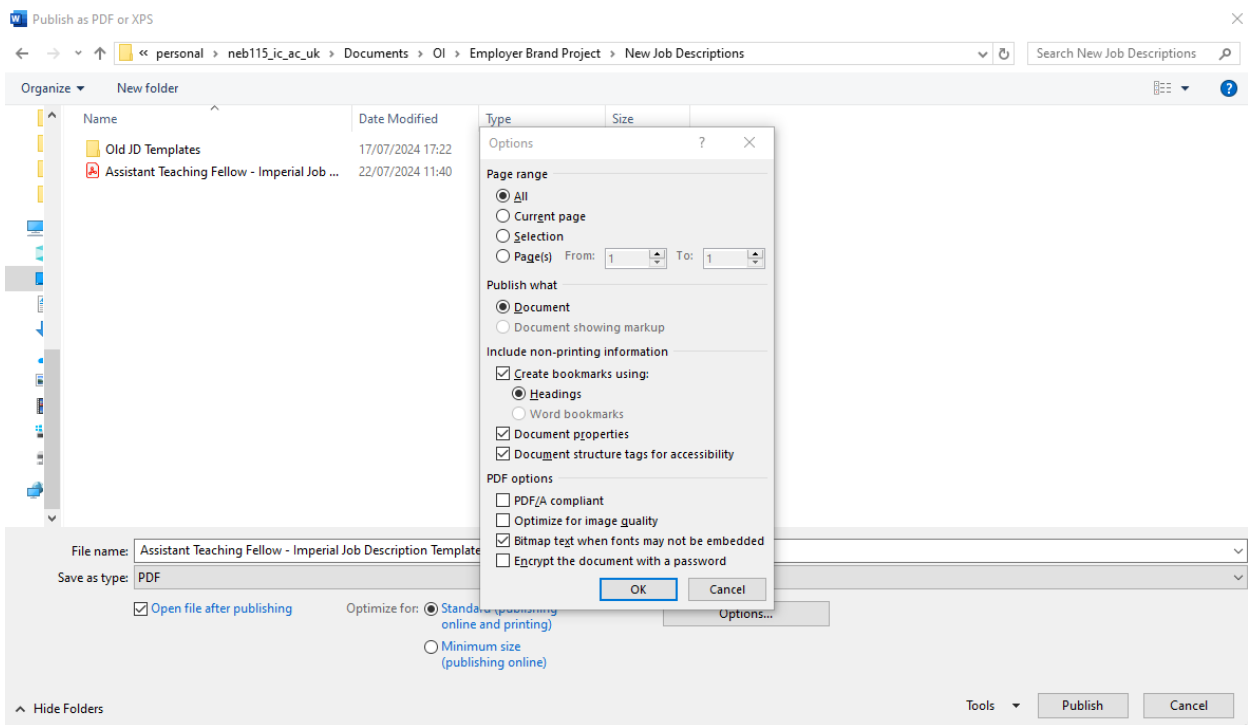 Publish as PDF or XPS
« personal > neb115_ic_ac_uk > Documents > OI > Employer Brand Project > New Job Descriptions
Search New Job Descriptions
Organize
New folder
Name
Date Modified
Type
Size
Old JD Templates
17/07/2024 17:22
Assistant Teaching Fellow - Imperial Job ...
22/07/2024 11:40
Options
?
Page range
All
Current page
Selection
Page(s) From: 1 To: 1
Publish what
Document
Document showing markup
Include non-printing information
Create bookmarks using:
Headings
Word bookmarks
Document properties
Document structure tags for accessibility
PDF options
PDF/A compliant
Optimize for image quality
Bitmap text when fonts may not be embedded
Encrypt the document with a password
OK
Cancel
File name: Assistant Teaching Fellow - Imperial Job Description Template
Save as type: PDF
Open file after publishing
Optimize for: Standard (publishing
online and printing)
Minimum size
(publishing online)
Options...
Hide Folders
Tools
Publish
Cancel